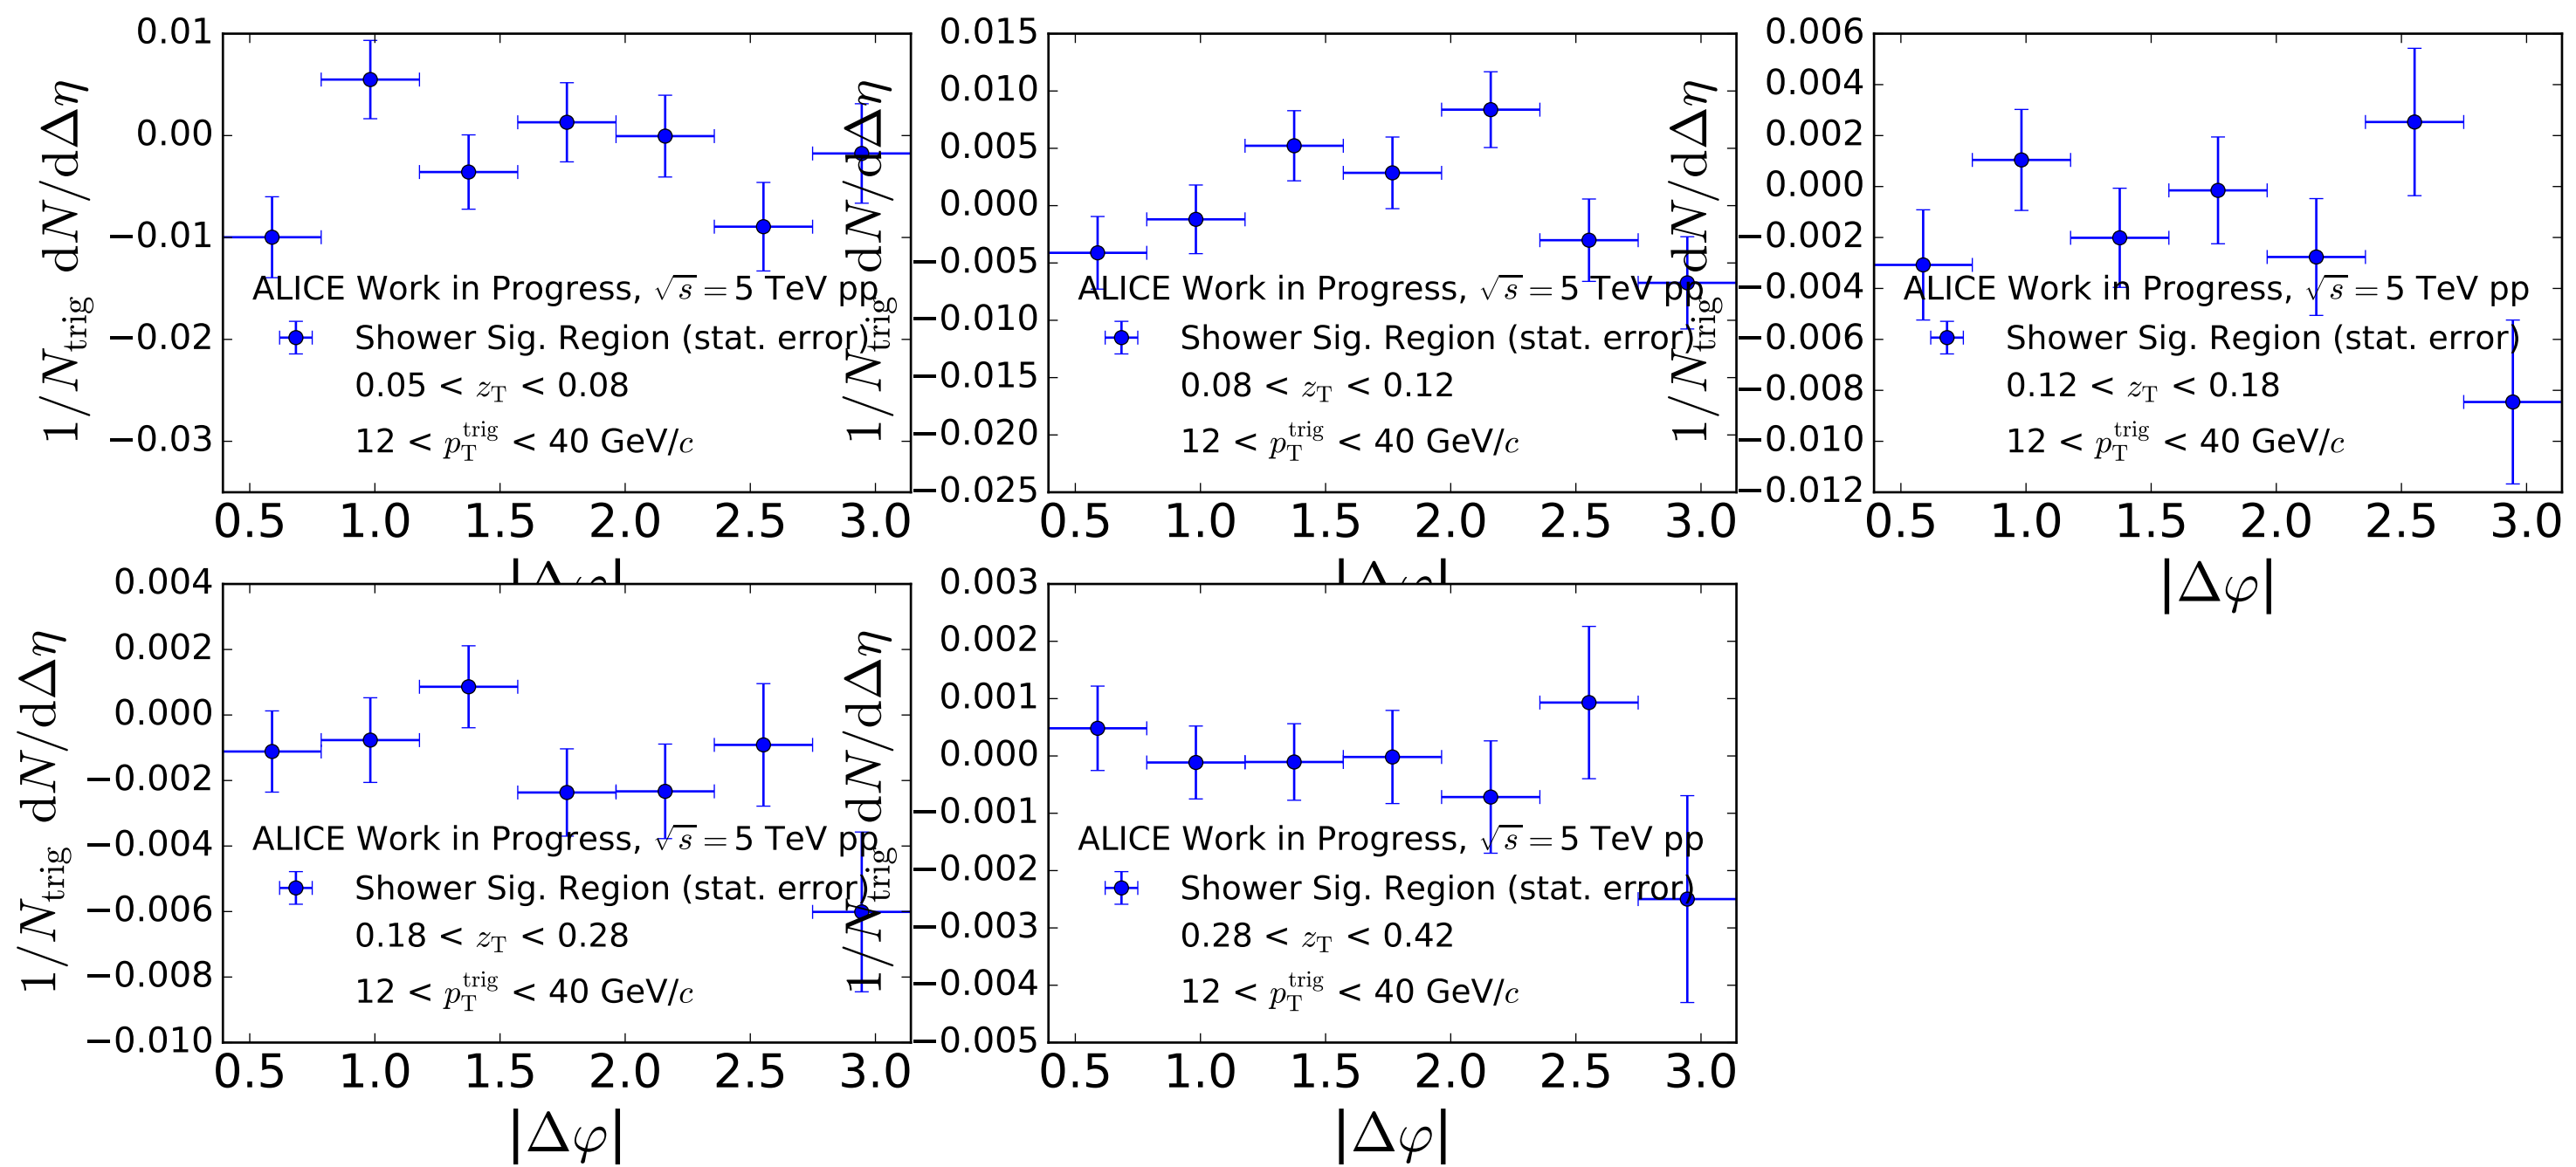 0.01
0.00
−0.01
−0.02
−0.03
1/N_trig dN/dΔη
ALICE Work in Progress, √s = 5 TeV pp
Shower Sig. Region (stat. error)
0.05 < z_T < 0.08
12 < p_T^trig < 40 GeV/c
0.5 1.0 1.5 2.0 2.5 3.0
|Δφ|
0.015
0.010
0.005
0.000
−0.005
−0.010
−0.015
−0.020
−0.025
1/N_trig dN/dΔη
ALICE Work in Progress, √s = 5 TeV pp
Shower Sig. Region (stat. error)
0.08 < z_T < 0.12
12 < p_T^trig < 40 GeV/c
0.5 1.0 1.5 2.0 2.5 3.0
|Δφ|
0.006
0.004
0.002
0.000
−0.002
−0.004
−0.006
−0.008
−0.010
−0.012
1/N_trig dN/dΔη
ALICE Work in Progress, √s = 5 TeV pp
Shower Sig. Region (stat. error)
0.12 < z_T < 0.18
12 < p_T^trig < 40 GeV/c
0.5 1.0 1.5 2.0 2.5 3.0
|Δφ|
0.004
0.002
0.000
−0.002
−0.004
−0.006
−0.008
−0.010
1/N_trig dN/dΔη
ALICE Work in Progress, √s = 5 TeV pp
Shower Sig. Region (stat. error)
0.18 < z_T < 0.28
12 < p_T^trig < 40 GeV/c
0.5 1.0 1.5 2.0 2.5 3.0
|Δφ|
0.003
0.002
0.001
0.000
−0.001
−0.002
−0.003
−0.004
−0.005
1/N_trig dN/dΔη
ALICE Work in Progress, √s = 5 TeV pp
Shower Sig. Region (stat. error)
0.28 < z_T < 0.42
12 < p_T^trig < 40 GeV/c
0.5 1.0 1.5 2.0 2.5 3.0
|Δφ|